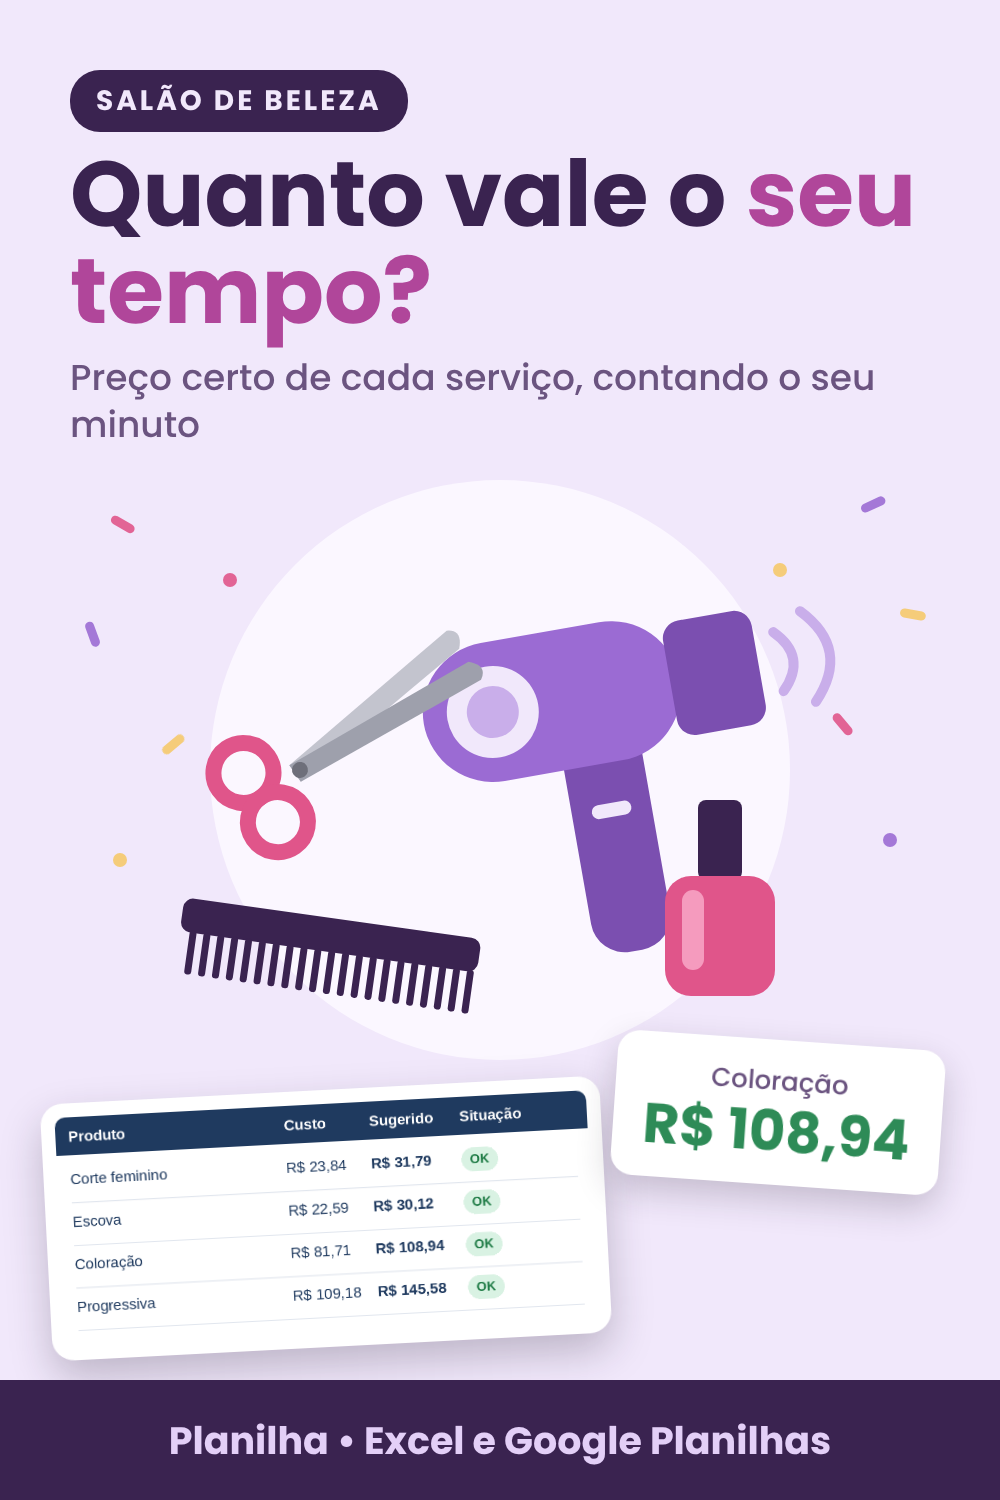 SALÃO DE BELEZA
Quanto vale o seu
tempo?
Preço certo de cada serviço, contando o seu
minuto
Coloração
R$ 108,94
Produto Custo Sugerido Situação
Corte feminino R$ 23,84 R$ 31,79 OK
Escova R$ 22,59 R$ 30,12 OK
Coloração R$ 81,71 R$ 108,94 OK
Progressiva R$ 109,18 R$ 145,58 OK
Planilha • Excel e Google Planilhas